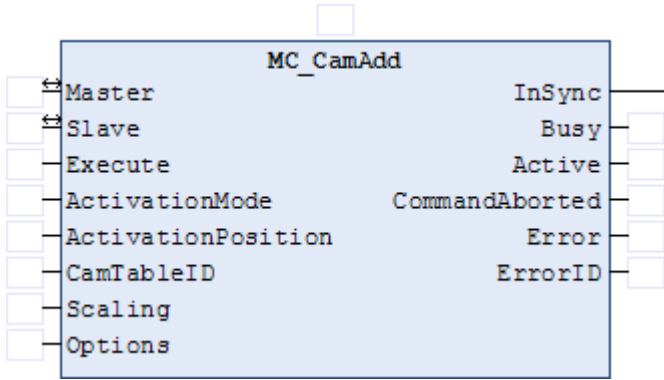 MC_CamAdd
Master InSync
Slave Busy
Execute Active
ActivationMode CommandAborted
ActivationPosition Error
CamTableID ErrorID
Scaling
Options